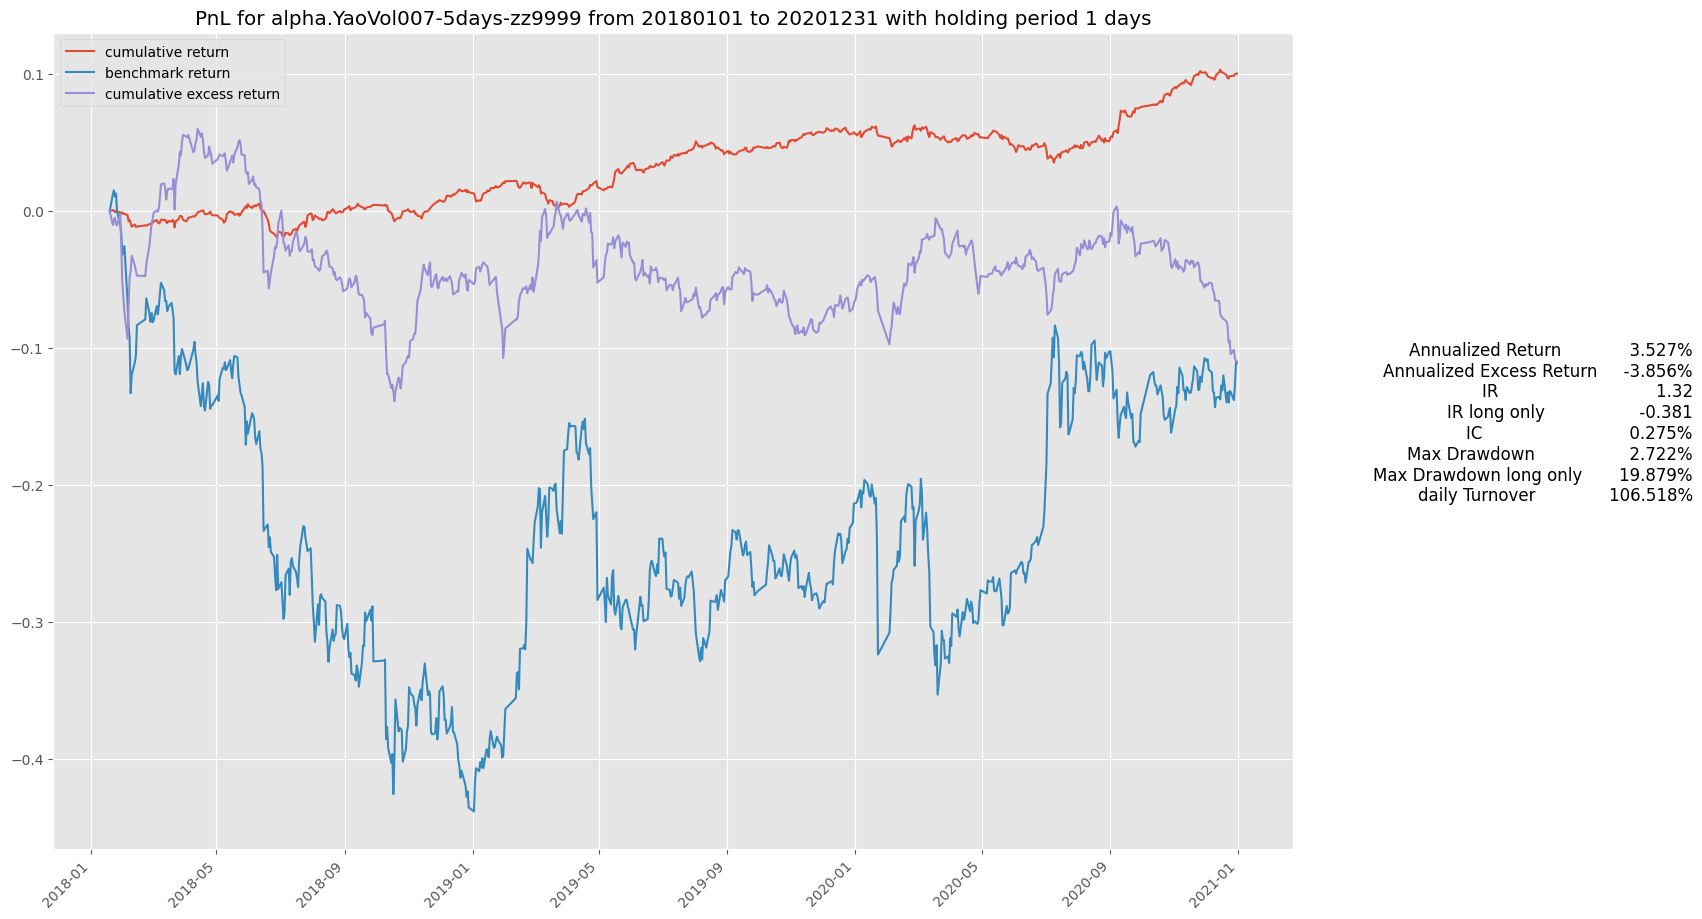 PnL for alpha.YaoVol007-5days-zz9999 from 20180101 to 20201231 with holding period 1 days
cumulative return
benchmark return
cumulative excess return
0.1
0.0
−0.1
−0.2
−0.3
−0.4
2018-01
2018-05
2018-09
2019-01
2019-05
2019-09
2020-01
2020-05
2020-09
2021-01
Annualized Return 3.527%
Annualized Excess Return -3.856%
IR 1.32
IR long only -0.381
IC 0.275%
Max Drawdown 2.722%
Max Drawdown long only 19.879%
daily Turnover 106.518%